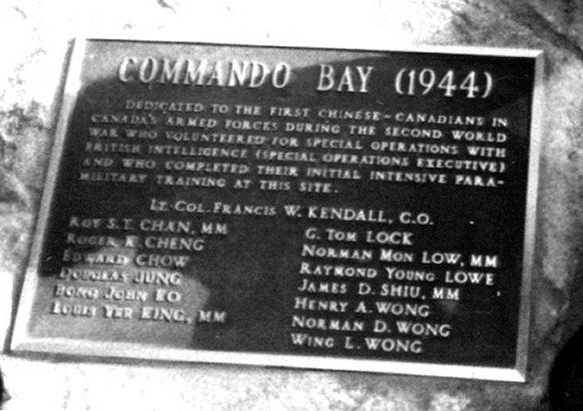 COMMANDO BAY (1944)
DEDICATED TO THE FIRST CHINESE-CANADIANS IN
CANADA'S ARMED FORCES DURING THE SECOND WORLD
WAR WHO VOLUNTEERED FOR SPECIAL OPERATIONS WITH
BRITISH INTELLIGENCE (SPECIAL OPERATIONS EXECUTIVE)
AND WHO COMPLETED THEIR INITIAL INTENSIVE PARA-
MILITARY TRAINING AT THIS SITE.
LT. COL. FRANCIS W. KENDALL, C.O.
ROY S.T. CHAN, MM
ROGER K. CHENG
EDWARD CHOW
DOUGLAS JUNG
HONG JOHN KO
LOUIS YEE KING, MM
G. TOM LOCK
NORMAN MON LOW, MM
RAYMOND YOUNG LOWE
JAMES D. SHIU, MM
HENRY A. WONG
NORMAN D. WONG
WING L. WONG